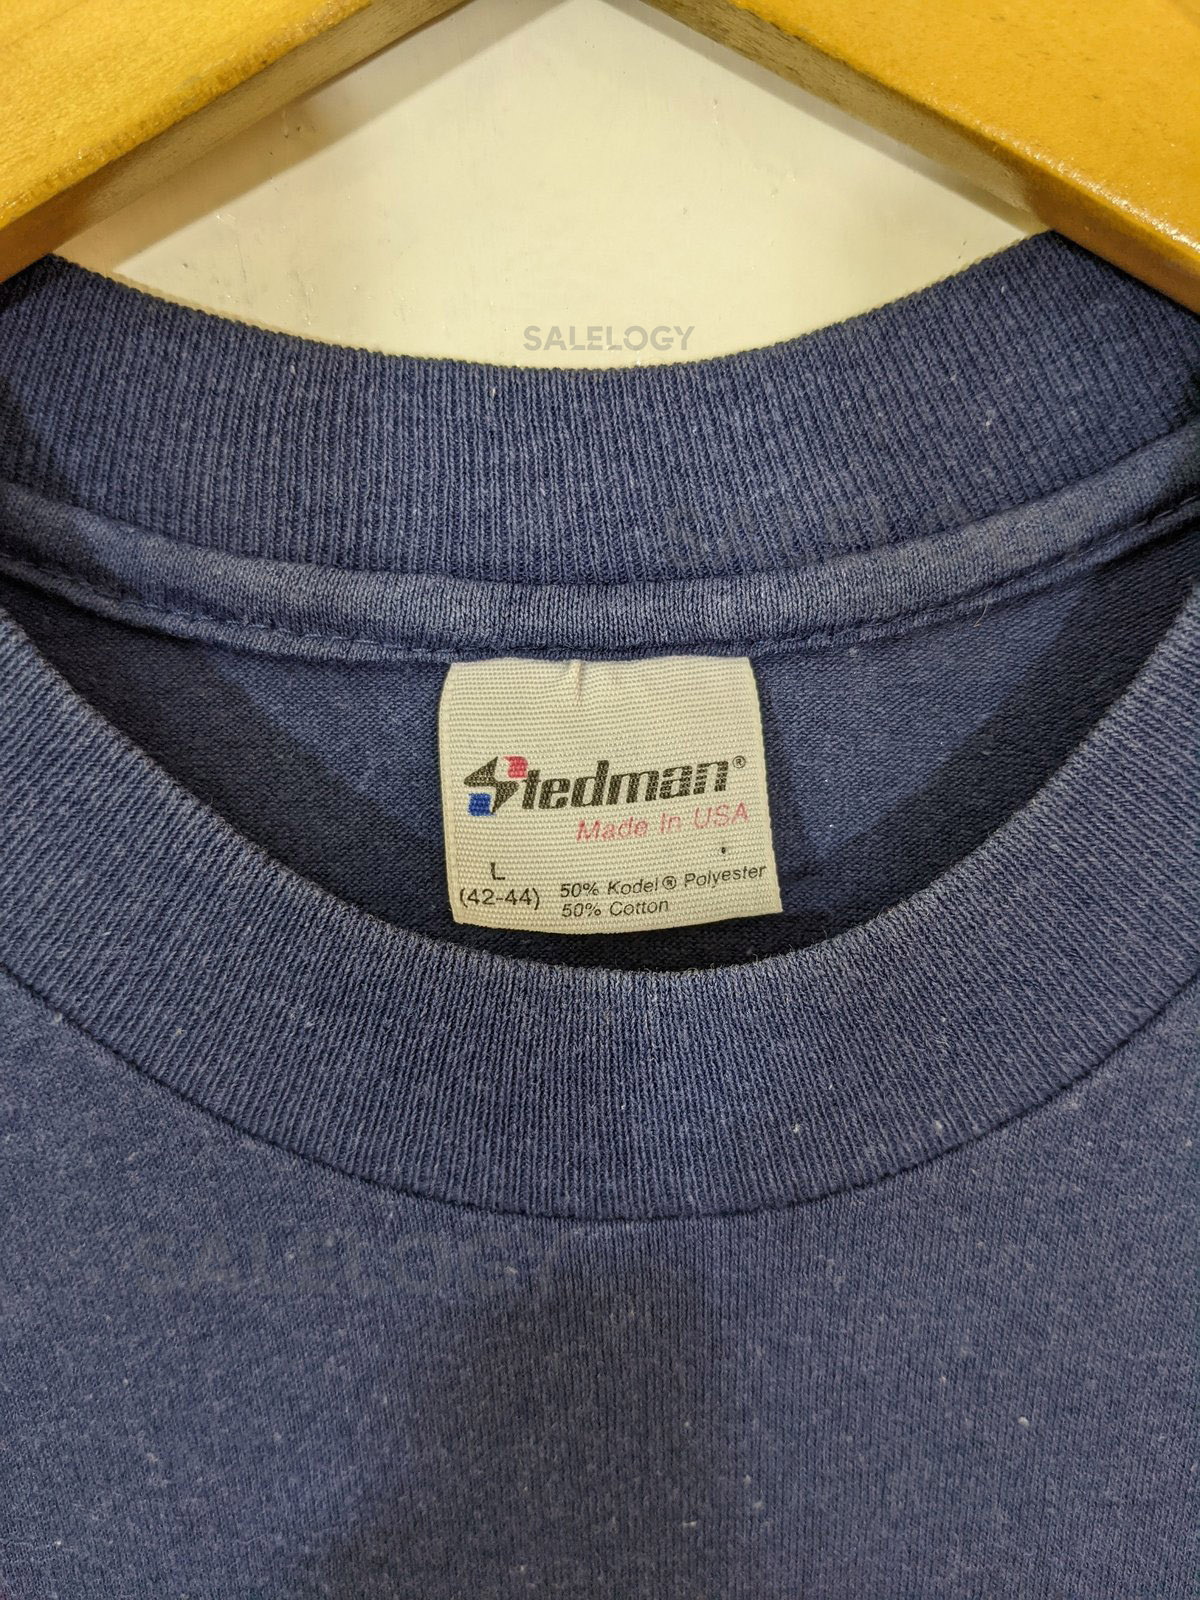 SALELOGY
Stedman®
Made In USA
L
(42-44)
50% Kodel® Polyester
50% Cotton